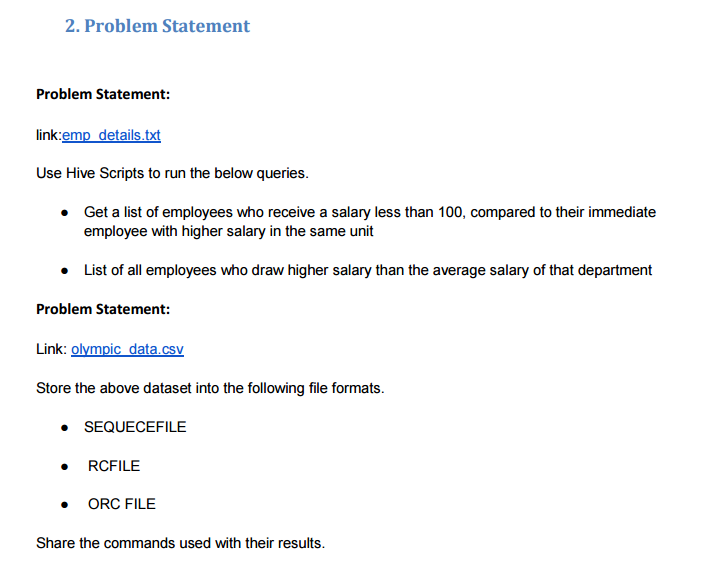 2. Problem Statement
Problem Statement:
link:emp_details.txt
Use Hive Scripts to run the below queries.
● Get a list of employees who receive a salary less than 100, compared to their immediate
employee with higher salary in the same unit
● List of all employees who draw higher salary than the average salary of that department
Problem Statement:
Link: olympic_data.csv
Store the above dataset into the following file formats.
● SEQUECEFILE
● RCFILE
● ORC FILE
Share the commands used with their results.